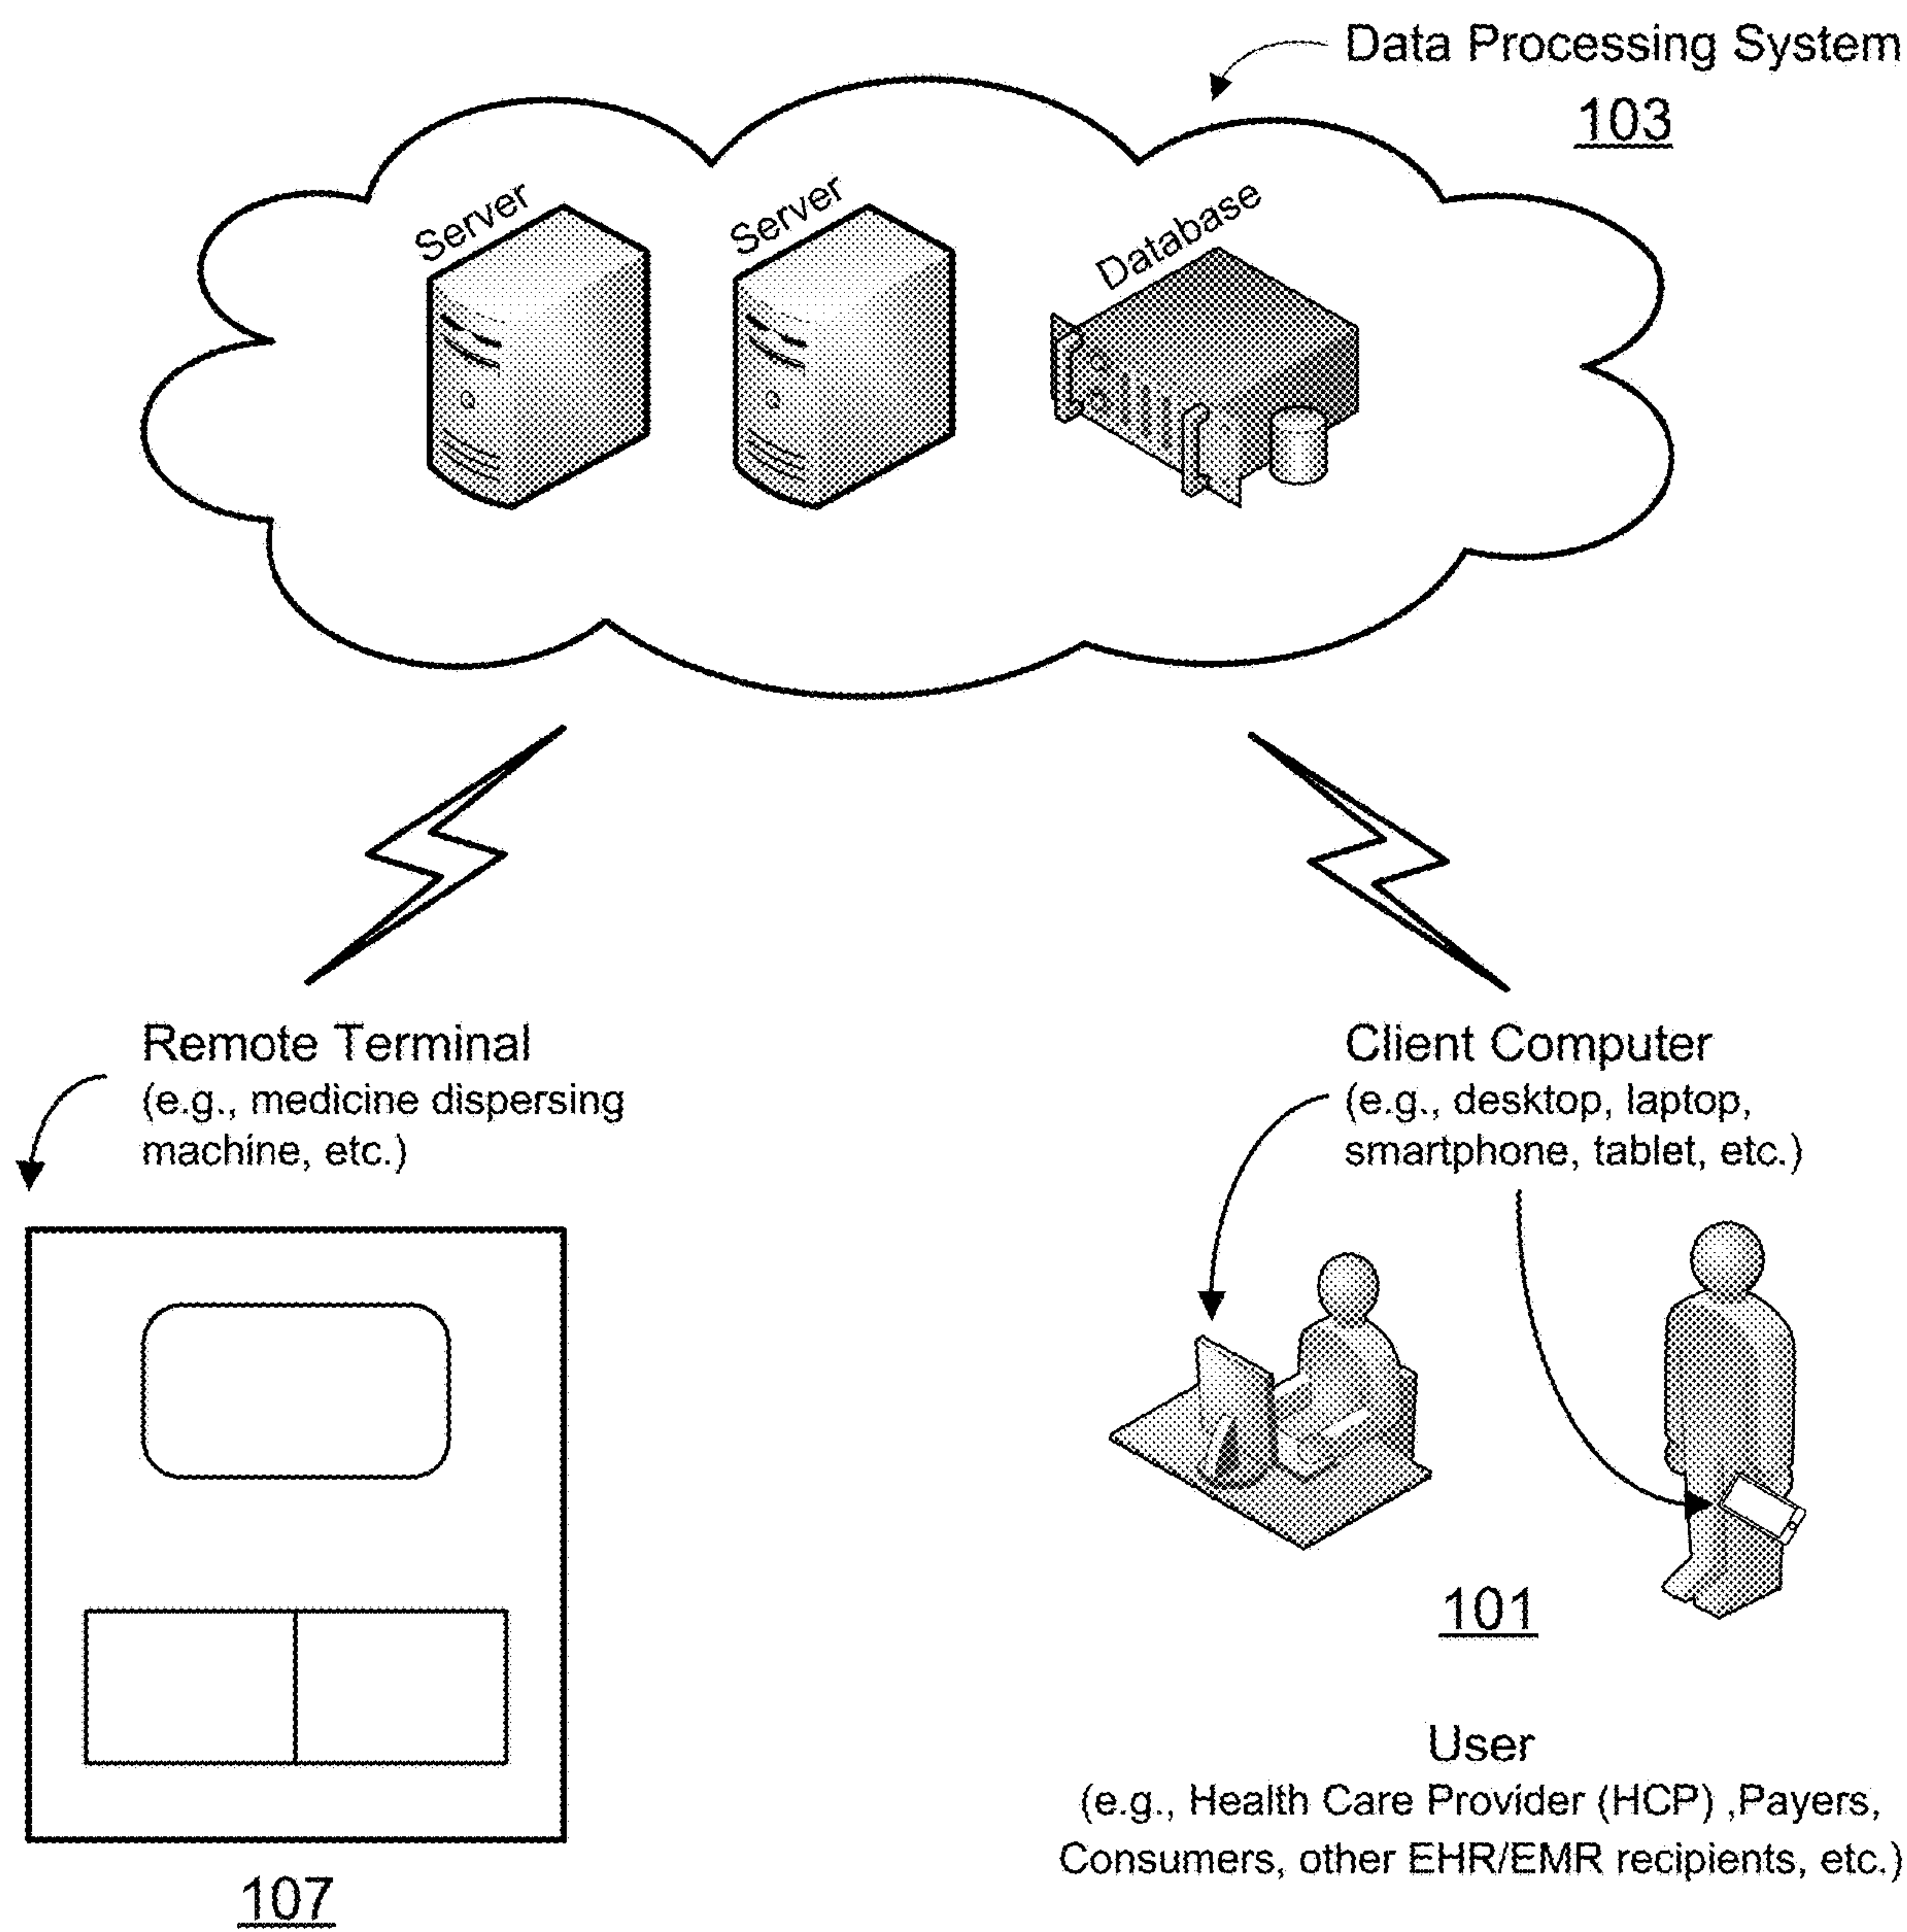 Data Processing System
103
Server
Server
Database
Remote Terminal
(e.g., medicine dispersing
machine, etc.)
Client Computer
(e.g., desktop, laptop,
smartphone, tablet, etc.)
101
User
(e.g., Health Care Provider (HCP) ,Payers,
Consumers, other EHR/EMR recipients, etc.)
107